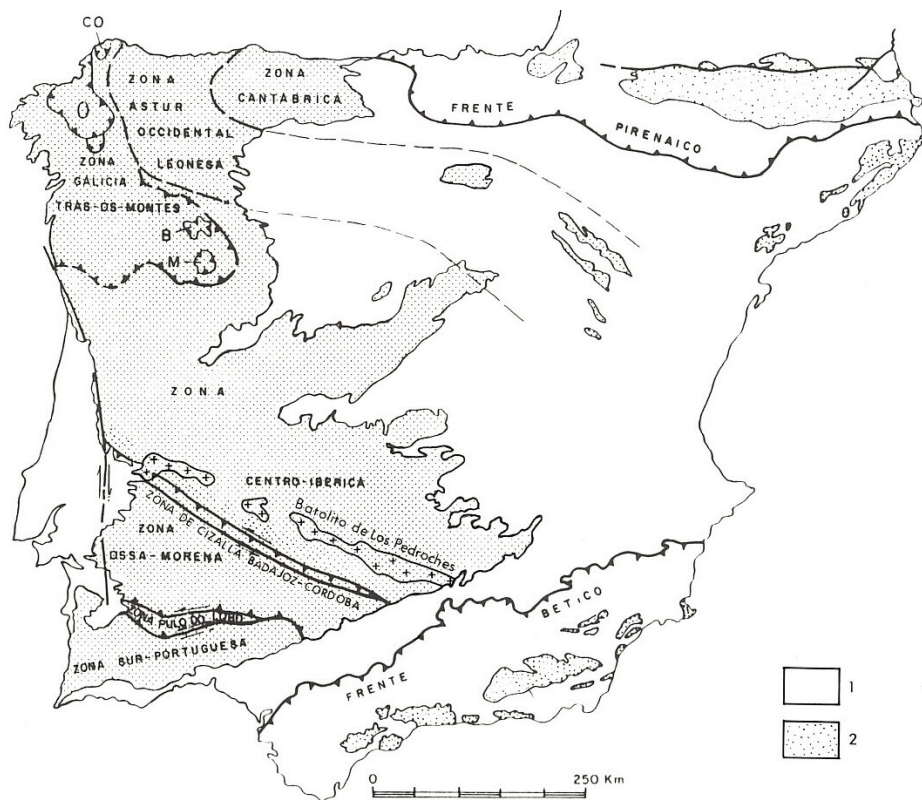 CO
ZONA
ASTUR
OCCIDENTAL
LEONESA
ZONA
CANTABRICA
FRENTE
PIRENAICO
O
ZONA
GALICIA
TRAS-OS-MONTES
B
M
ZONA
CENTRO-IBERICA
Batolito de Los Pedroches
ZONA DE CIZALLA BADAJOZ-CORDOBA
ZONA
OSSA-MORENA
ZONA PULO DO LOBO
ZONA SUR-PORTUGUESA
FRENTE
BETICO
1
2
0 250 Km